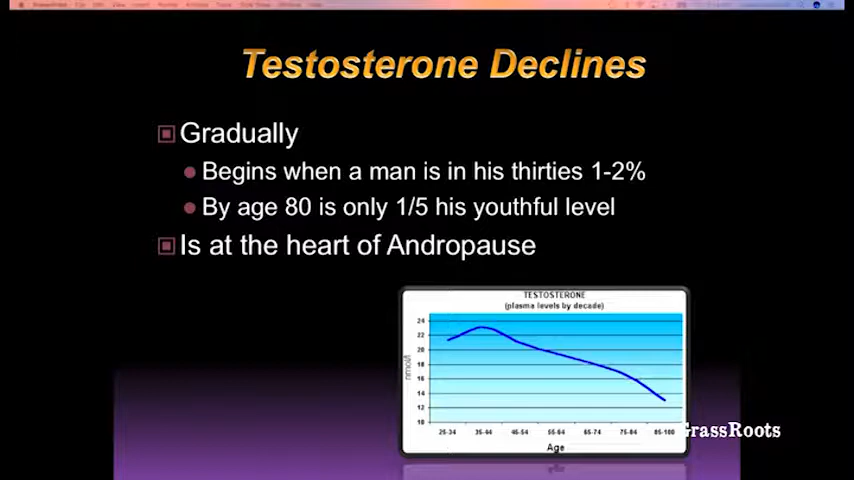 Testosterone Declines
Gradually
Begins when a man is in his thirties 1-2%
By age 80 is only 1/5 his youthful level
Is at the heart of Andropause
TESTOSTERONE
(plasma levels by decade)
24
22
20
18
16
14
12
10
nmol/l
25-34 35-44 45-54 55-64 65-74 75-84 85-100
Age
GrassRoots